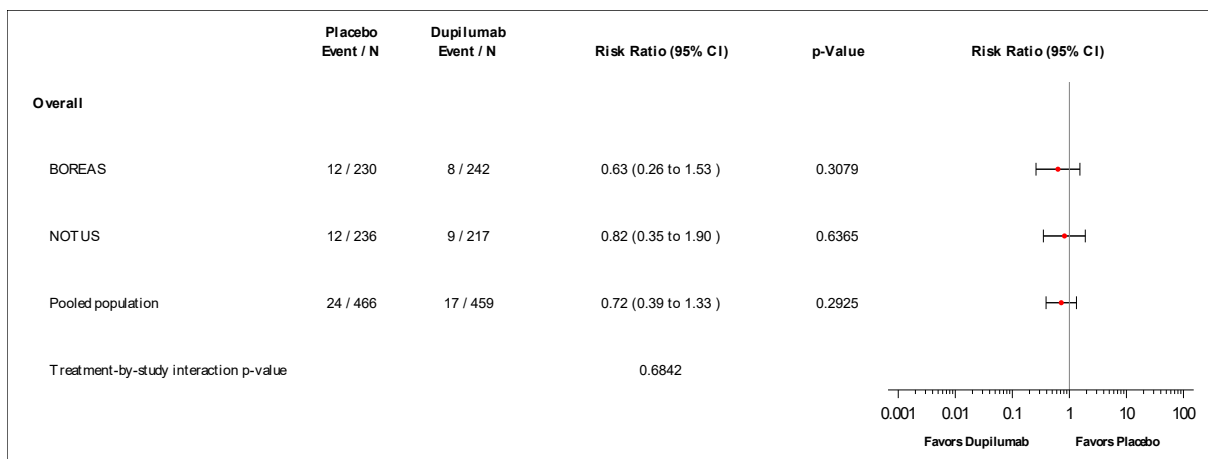 Placebo Dupilumab
Event / N Event / N Risk Ratio (95% CI) p-Value Risk Ratio (95% CI)
Overall
BOREAS 12 / 230 8 / 242 0.63 (0.26 to 1.53 ) 0.3079
NOTUS 12 / 236 9 / 217 0.82 (0.35 to 1.90 ) 0.6365
Pooled population 24 / 466 17 / 459 0.72 (0.39 to 1.33 ) 0.2925
Treatment-by-study interaction p-value 0.6842
0.001 0.01 0.1 1 10 100
Favors Dupilumab Favors Placebo